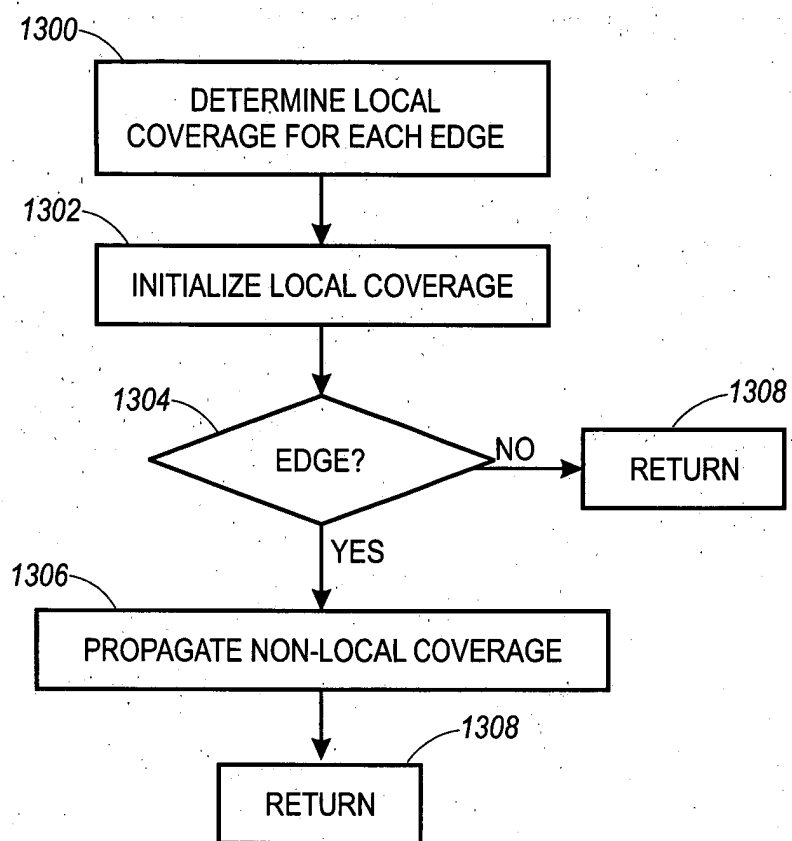 1300
DETERMINE LOCAL
COVERAGE FOR EACH EDGE
1302
INITIALIZE LOCAL COVERAGE
1304
EDGE?
NO
1308
RETURN
YES
1306
PROPAGATE NON-LOCAL COVERAGE
1308
RETURN